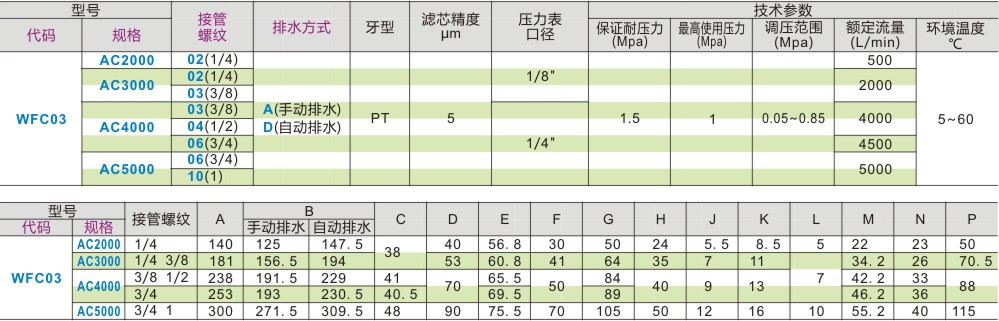 型号 接管螺纹 排水方式 牙型 滤芯精度 μm 压力表口径 技术参数
代码 规格 保证耐压力 (Mpa) 最高使用压力 (Mpa) 调压范围 (Mpa) 额定流量 (L/min) 环境温度 ℃
WFC03 A(手动排水) D(自动排水) PT 5 1.5 1 0.05~0.85 5~60
AC2000 02(1/4) 1/8" 500
AC3000 02(1/4) 2000
03(3/8)
AC4000 03(3/8) 1/4" 4000
04(1/2)
06(3/4) 4500
AC5000 06(3/4) 5000
10(1)
型号 接管螺纹 A B C D E F G H J K L M N P
代码 规格 手动排水 自动排水
WFC03
AC2000 1/4 140 125 147.5 38 40 56.8 30 50 24 5.5 8.5 5 22 23 50
AC3000 1/4 3/8 181 156.5 194 53 60.8 41 64 35 7 11 7 34.2 26 70.5
AC4000 3/8 1/2 238 191.5 229 41 70 65.5 50 84 40 9 13 42.2 33 88
3/4 253 193 230.5 40.5 69.5 89 46.2 36
AC5000 3/4 1 300 271.5 309.5 48 90 75.5 70 105 50 12 16 10 55.2 40 115